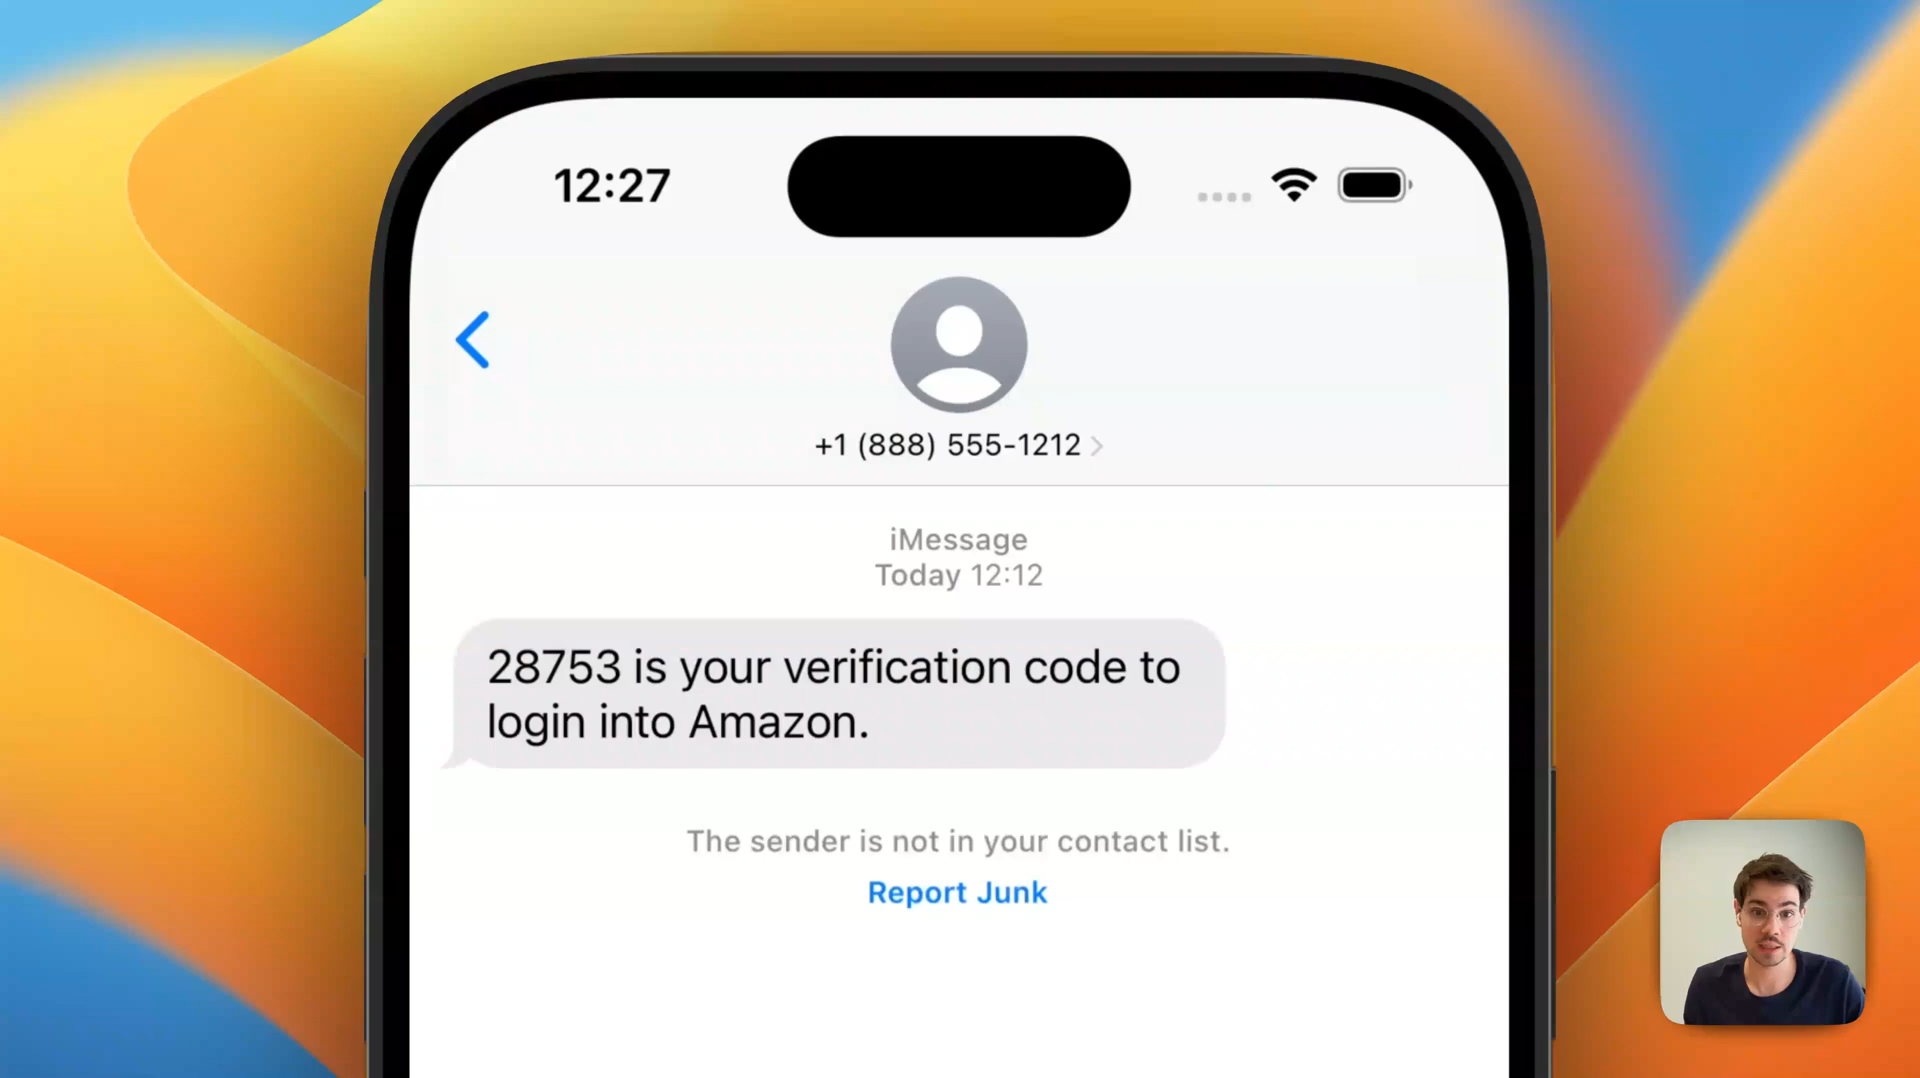 12:27
+1 (888) 555-1212
iMessage
Today 12:12
28753 is your verification code to
login into Amazon.
The sender is not in your contact list.
Report Junk